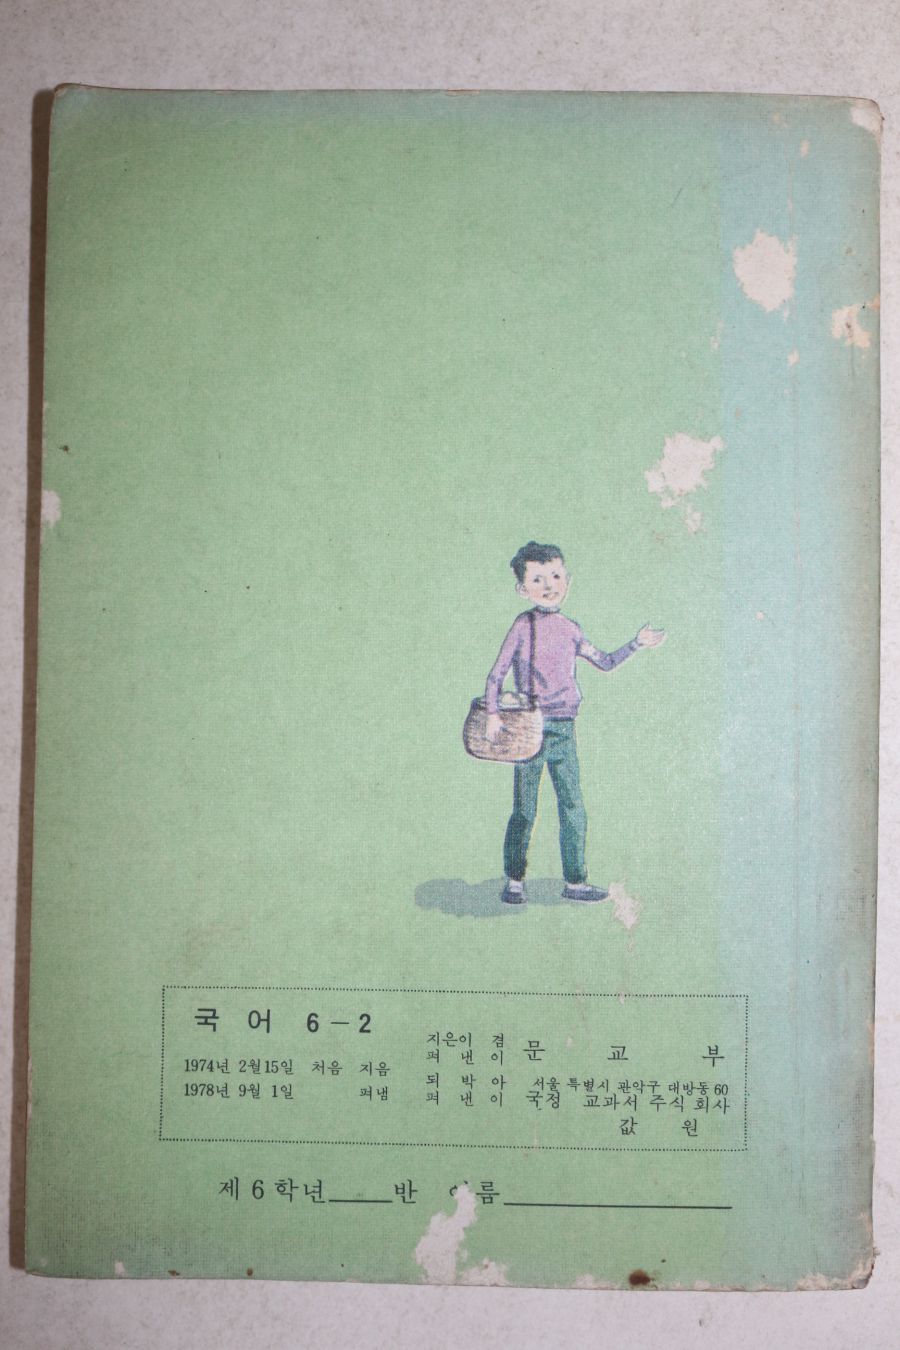 국어 6-2
1974년 2월15일 처음 지음
1978년 9월 1일 펴냄
지은이 겸
펴 낸 이 문 교 부
되 박 아 서울 특별시 관악구 대방동 60
펴 낸 이 국정 교과서 주식 회사
값 원
제 6 학년 반 이름